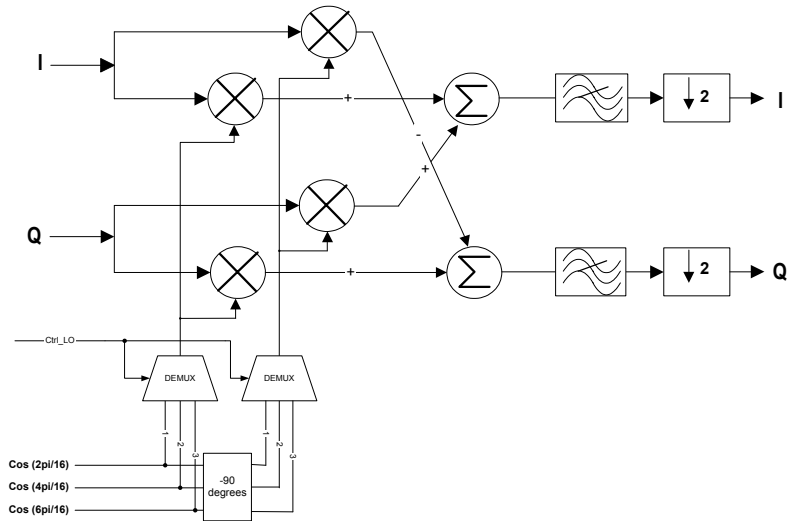 I
+
Σ
2
I
-
+
Q
+
Σ
2
Q
Ctrl_LO
DEMUX
DEMUX
1
2
3
1
2
3
Cos (2pi/16)
Cos (4pi/16)
Cos (6pi/16)
-90
degrees